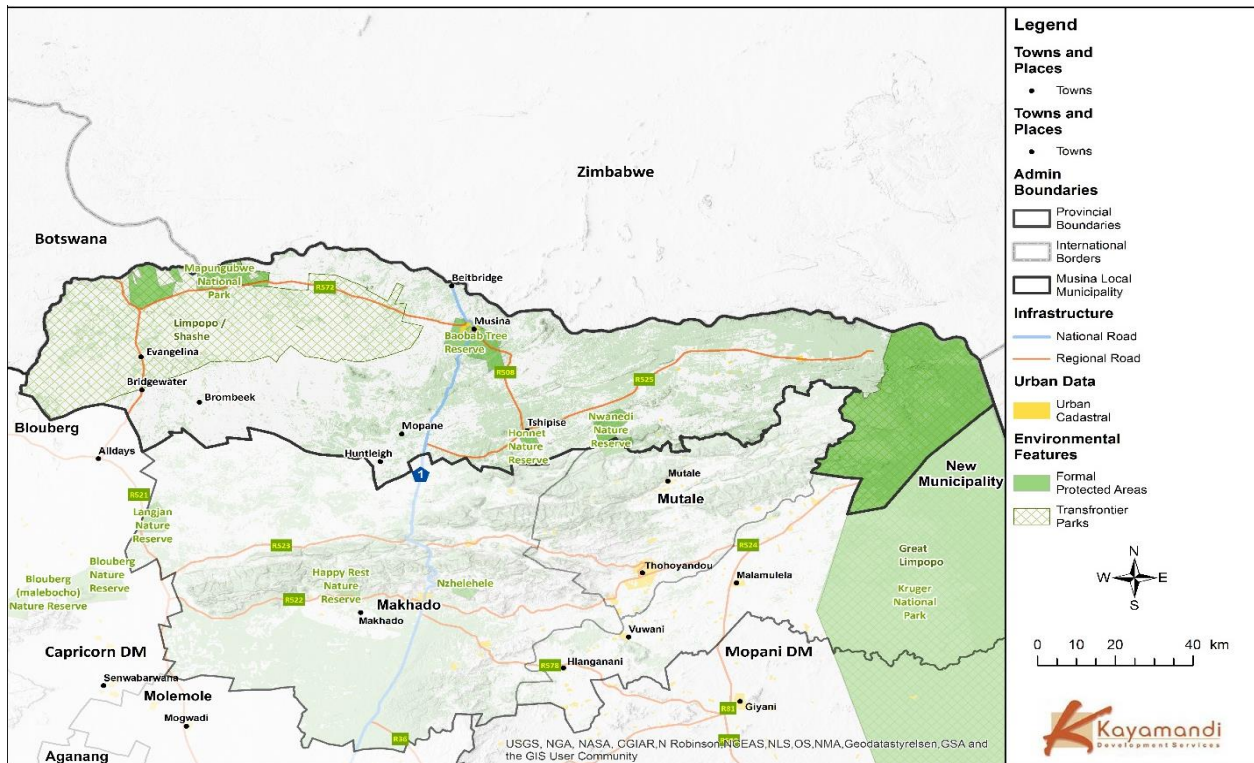 Zimbabwe
Botswana
Mapungubwe
National
Park
Beitbridge
R572
Musina
Limpopo /
Shashe
Baobab Tree
Reserve
Evangelina
R508
R525
Bridgewater
Brombeek
Nwanedi
Nature
Reserve
Tshipise
Blouberg
Mopane
Honnet
Nature
Reserve
Alldays
Huntleigh
1
Mutale
Mutale
New
Municipality
R521
Langjan
Nature
Reserve
R523
R524
Great
Limpopo
Kruger
National
Park
Blouberg
Nature
Reserve
Blouberg
(malebocho)
Nature Reserve
Happy Rest
Nature
Reserve
Nzhelehele
Thohoyandou
Malamulela
R522
Makhado
Makhado
Vuwani
Capricorn DM
Mopani DM
R578
Hlanganani
Senwabarwana
Molemole
Mogwadi
R81
Giyani
R36
Aganang
USGS, NGA, NASA, CGIAR,N Robinson,NCEAS,NLS,OS,NMA,Geodatastyrelsen,GSA and
the GIS User Community
Legend
Towns and
Places
Towns
Towns and
Places
Towns
Admin
Boundaries
Provincial
Boundaries
International
Borders
Musina Local
Municipality
Infrastructure
National Road
Regional Road
Urban Data
Urban
Cadastral
Environmental
Features
Formal
Protected Areas
Transfrontier
Parks
N
W E
S
0 10 20 40 km
Kayamandi
Development Services